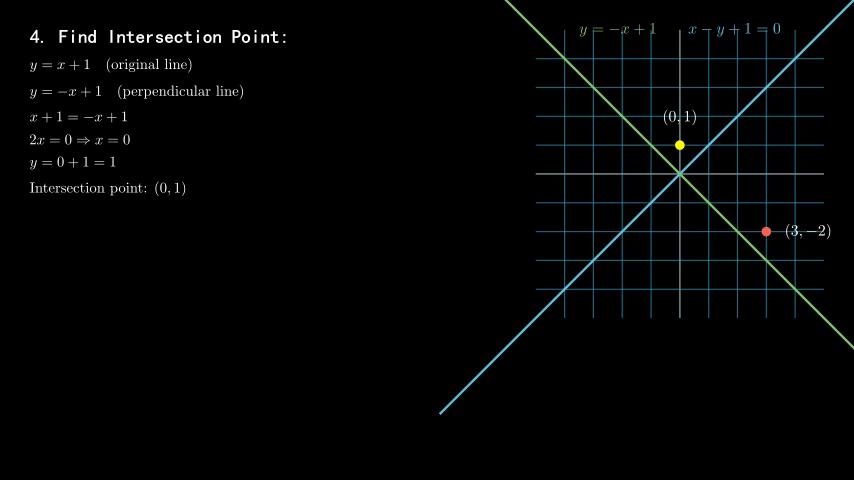 4. Find Intersection Point:
y = x + 1 (original line)
y = −x + 1 (perpendicular line)
x + 1 = −x + 1
2x = 0 ⇒ x = 0
y = 0 + 1 = 1
Intersection point: (0, 1)
y = −x + 1
x − y + 1 = 0
(0, 1)
(3, −2)